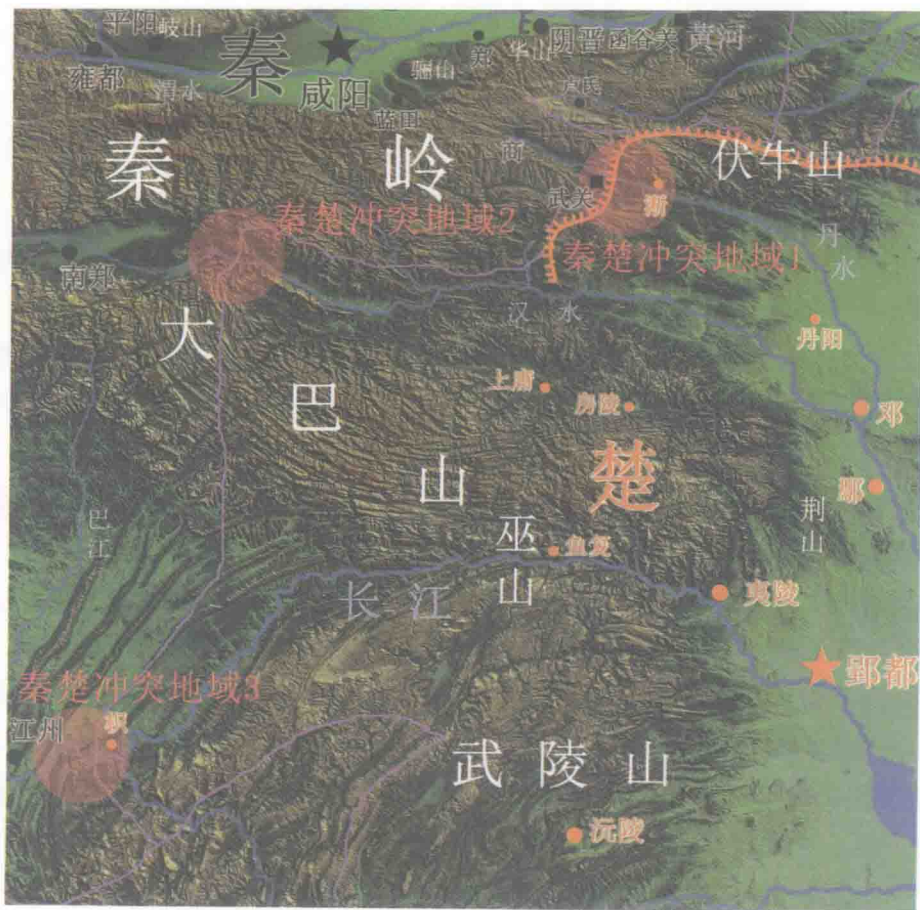 平阳
岐山
雍都
渭水
秦
咸阳
骊山
蓝田
郑
华山
阴晋
函谷关
黄河
卢氏
商
秦岭
伏牛山
武关
淅
秦楚冲突地域1
秦楚冲突地域2
南郑
丹水
汉水
丹阳
大巴山
上庸
房陵
邓
鄢
楚
荆山
巴江
巫山
鱼复
长江
夷陵
郢都
秦楚冲突地域3
江州
枳
武陵山
沅陵